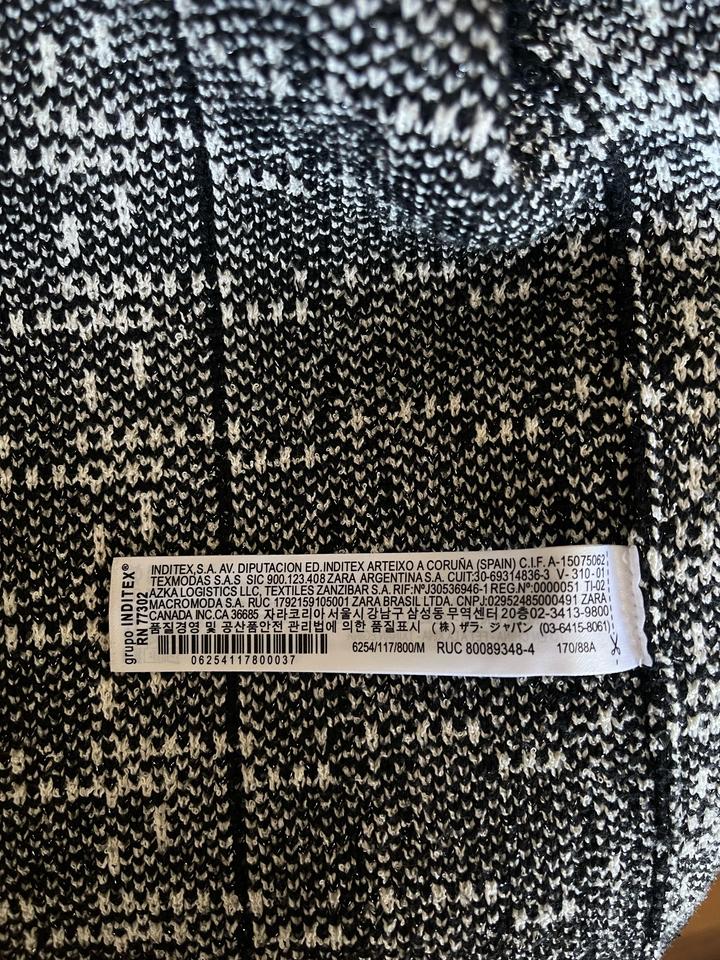 grupo INDITEX®
RN 77302
INDITEX,S.A. AV. DIPUTACION ED.INDITEX ARTEIXO A CORUÑA (SPAIN) C.I.F. A-15075062
TEXMODAS S.A.S SIC 900.123.408 ZARA ARGENTINA S.A. CUIT:30-69314836-3 V-310-01
AZKA LOGISTICS LLC, TEXTILES ZANZIBAR S.A. RIF:NºJ30536946-1 REG.Nº:0000051 TI-02
MACROMODA S.A. RUC 1792159105001 ZARA BRASIL LTDA. CNPJ:02952485000491 ZARA
CANADA INC.CA 36685 자라코리아 서울시강남구 삼성동 무역센터 20층02-3413-9800
품질경영 및 공산품안전 관리법에 의한 품질표시 (株) ザラ・ジャパン (03-6415-8061)
06254117800037
6254/117/800/M RUC 80089348-4 170/88A